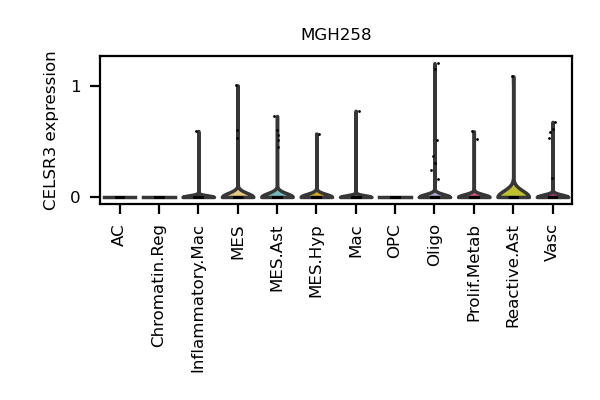 MGH258
CELSR3 expression
1
0
AC
Chromatin.Reg
Inflammatory.Mac
MES
MES.Ast
MES.Hyp
Mac
OPC
Oligo
Prolif.Metab
Reactive.Ast
Vasc